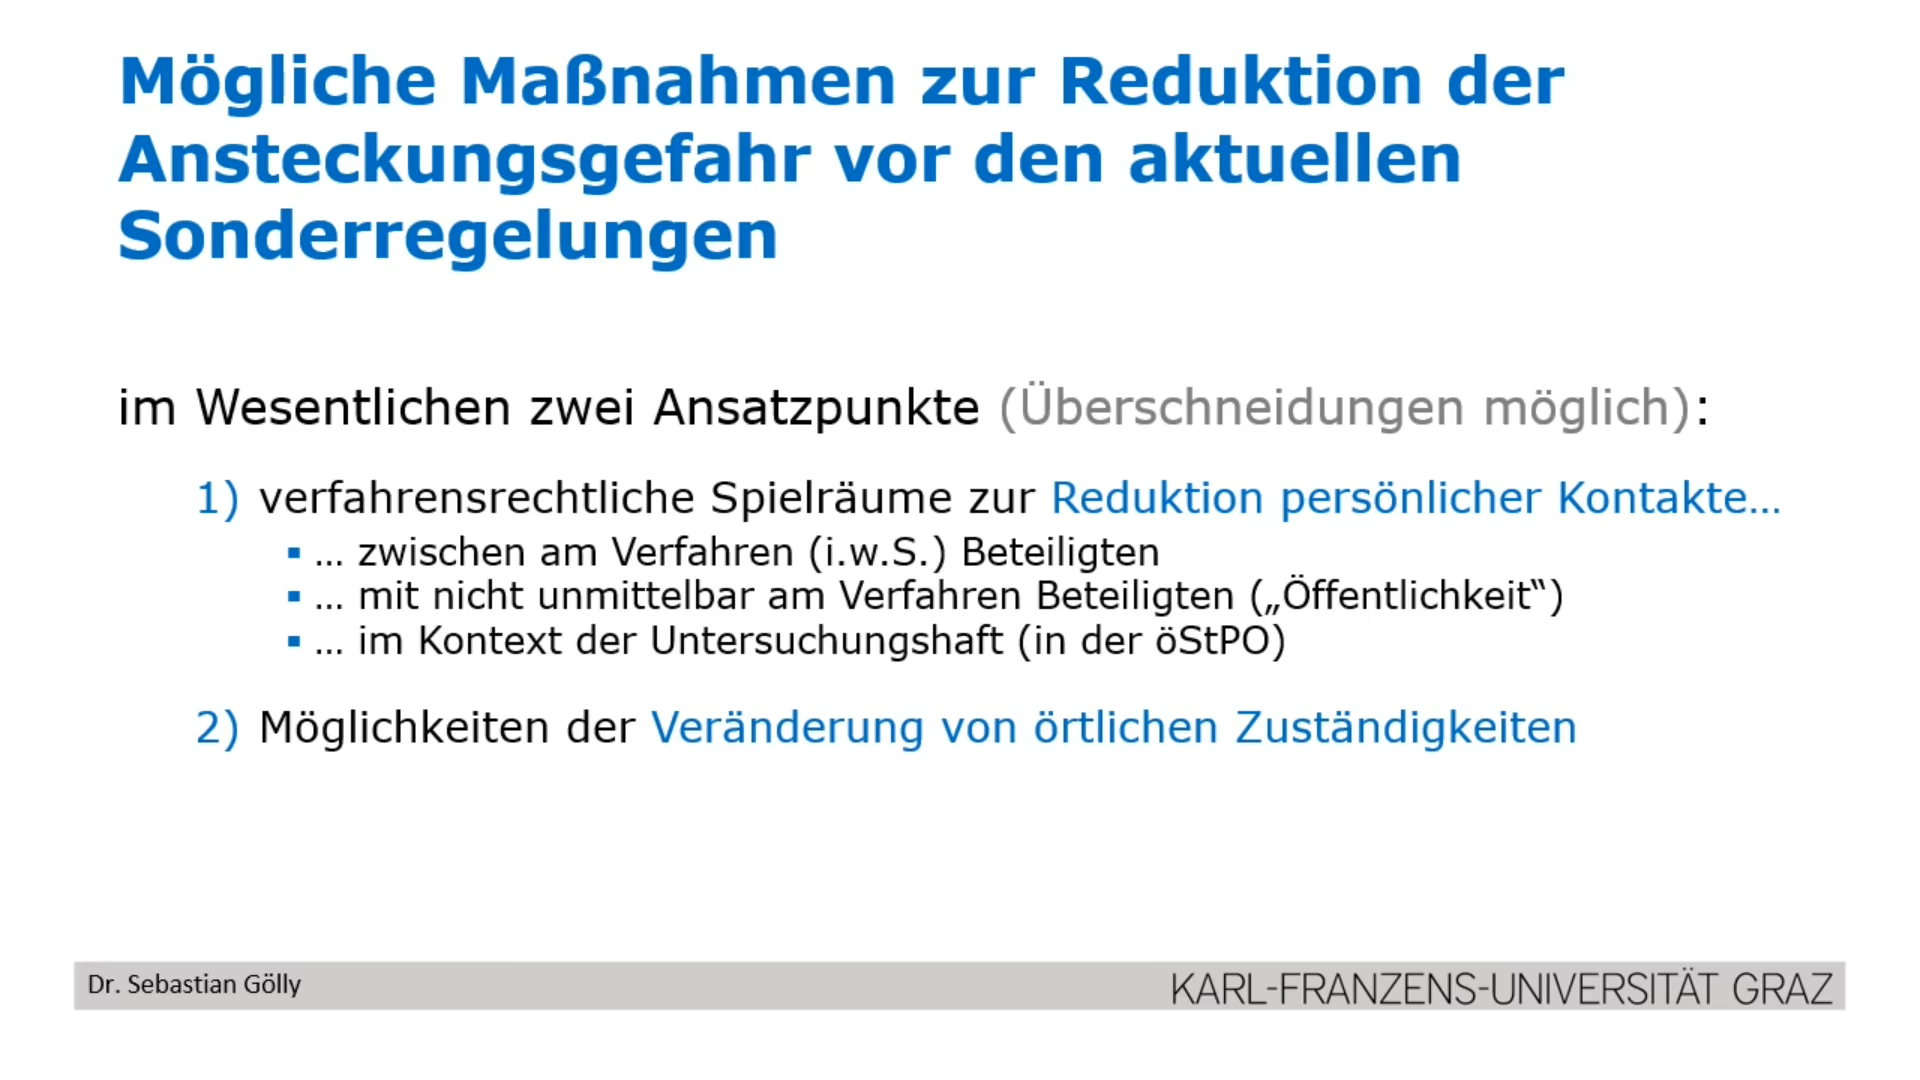 Mögliche Maßnahmen zur Reduktion der
Ansteckungsgefahr vor den aktuellen
Sonderregelungen
im Wesentlichen zwei Ansatzpunkte (Überschneidungen möglich):
1) verfahrensrechtliche Spielräume zur Reduktion persönlicher Kontakte…
▪ … zwischen am Verfahren (i.w.S.) Beteiligten
▪ … mit nicht unmittelbar am Verfahren Beteiligten („Öffentlichkeit“)
▪ … im Kontext der Untersuchungshaft (in der öStPO)
2) Möglichkeiten der Veränderung von örtlichen Zuständigkeiten
Dr. Sebastian Gölly
KARL-FRANZENS-UNIVERSITÄT GRAZ